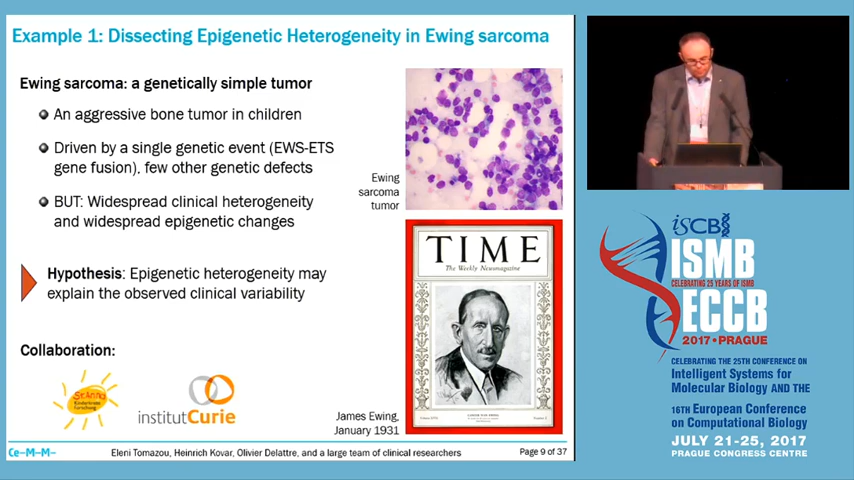 Example 1: Dissecting Epigenetic Heterogeneity in Ewing sarcoma
Ewing sarcoma: a genetically simple tumor
An aggressive bone tumor in children
Driven by a single genetic event (EWS-ETS
gene fusion), few other genetic defects
BUT: Widespread clinical heterogeneity
and widespread epigenetic changes
Hypothesis: Epigenetic heterogeneity may
explain the observed clinical variability
Collaboration:
St.Anna
institutCurie
Ewing
sarcoma
tumor
TIME
The Weekly Newsmagazine
James Ewing,
January 1931
Ce-M-M-
Eleni Tomazou, Heinrich Kovar, Olivier Delattre, and a large team of clinical researchers
Page 9 of 37
iSCB
ISMB
CELEBRATING 25 YEARS OF ISMB
ECCB
2017 • PRAGUE
CELEBRATING THE 25TH CONFERENCE ON
Intelligent Systems for
Molecular Biology AND THE
16TH European Conference
on Computational Biology
JULY 21-25, 2017
PRAGUE CONGRESS CENTRE